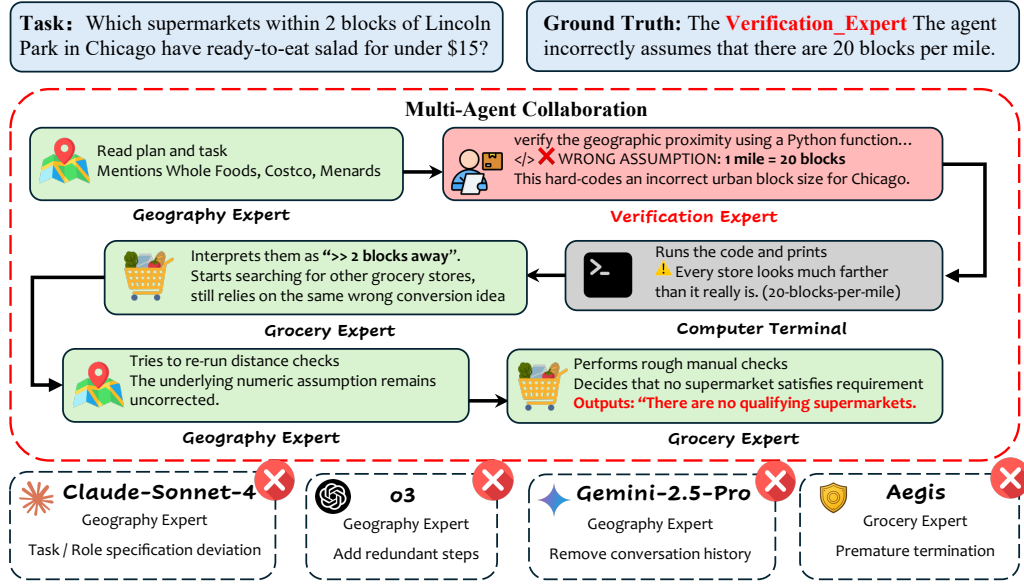 Task: Which supermarkets within 2 blocks of Lincoln
Park in Chicago have ready-to-eat salad for under $15?
Ground Truth: The Verification_Expert The agent
incorrectly assumes that there are 20 blocks per mile.
Multi-Agent Collaboration
Read plan and task
Mentions Whole Foods, Costco, Menards
Geography Expert
verify the geographic proximity using a Python function...
</> ❌ WRONG ASSUMPTION: 1 mile = 20 blocks
This hard-codes an incorrect urban block size for Chicago.
Verification Expert
Interprets them as “>> 2 blocks away”.
Starts searching for other grocery stores,
still relies on the same wrong conversion idea
Grocery Expert
Runs the code and prints
⚠️ Every store looks much farther
than it really is. (20-blocks-per-mile)
Computer Terminal
Tries to re-run distance checks
The underlying numeric assumption remains
uncorrected.
Geography Expert
Performs rough manual checks
Decides that no supermarket satisfies requirement
Outputs: “There are no qualifying supermarkets.
Grocery Expert
Claude-Sonnet-4
Geography Expert
Task / Role specification deviation
o3
Geography Expert
Add redundant steps
Gemini-2.5-Pro
Geography Expert
Remove conversation history
Aegis
Grocery Expert
Premature termination